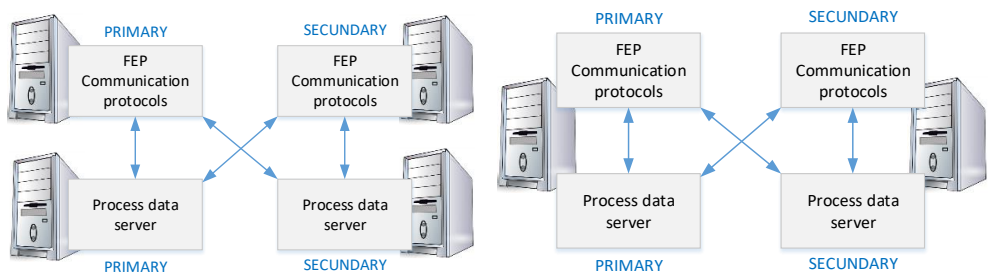 PRIMARY
FEP
Communication
protocols
SECUNDARY
FEP
Communication
protocols
Process data
server
PRIMARY
Process data
server
SECUNDARY
PRIMARY
FEP
Communication
protocols
SECUNDARY
FEP
Communication
protocols
Process data
server
PRIMARY
Process data
server
SECUNDARY